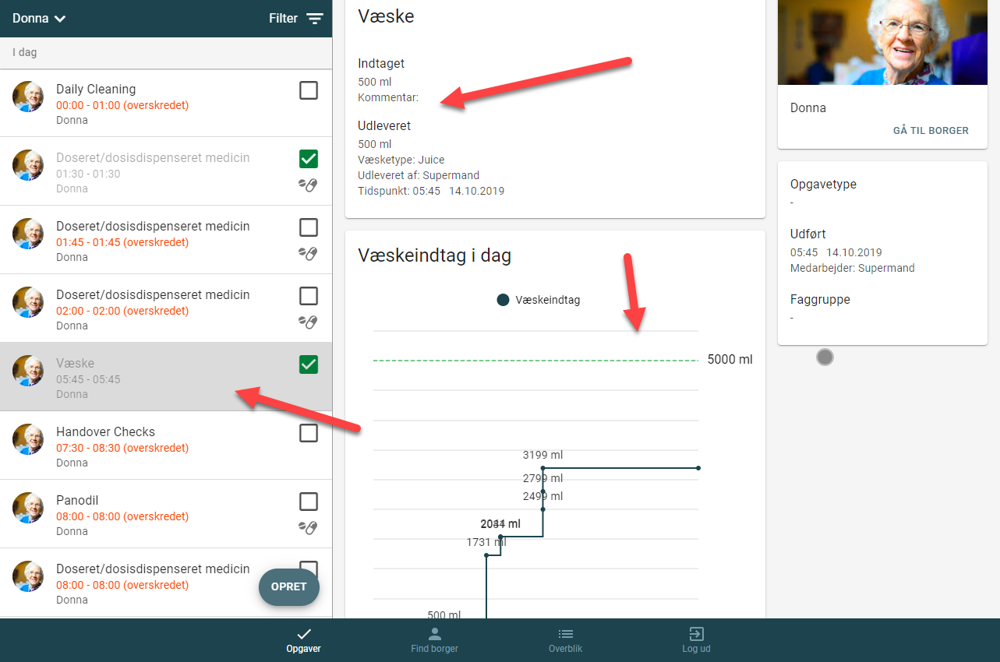 Donna
Filter
I dag
Daily Cleaning
00:00 - 01:00 (overskredet)
Donna
Doseret/dosisdispenseret medicin
01:30 - 01:30
Donna
Doseret/dosisdispenseret medicin
01:45 - 01:45 (overskredet)
Donna
Doseret/dosisdispenseret medicin
02:00 - 02:00 (overskredet)
Donna
Væske
05:45 - 05:45
Donna
Handover Checks
07:30 - 08:30 (overskredet)
Donna
Panodil
08:00 - 08:00 (overskredet)
Donna
Doseret/dosisdispenseret medicin
08:00 - 08:00 (overskredet)
Donna
OPRET
Væske
Indtaget
500 ml
Kommentar:
Udleveret
500 ml
Væsketype: Juice
Udleveret af: Supermand
Tidspunkt: 05:45 14.10.2019
Væskeindtag i dag
Væskeindtag
5000 ml
3199 ml
2799 ml
2499 ml
1731 ml
500 ml
Donna
GÅ TIL BORGER
Opgavetype
-
Udført
05:45 14.10.2019
Medarbejder: Supermand
Faggruppe
-
Opgaver
Find borger
Overblik
Log ud